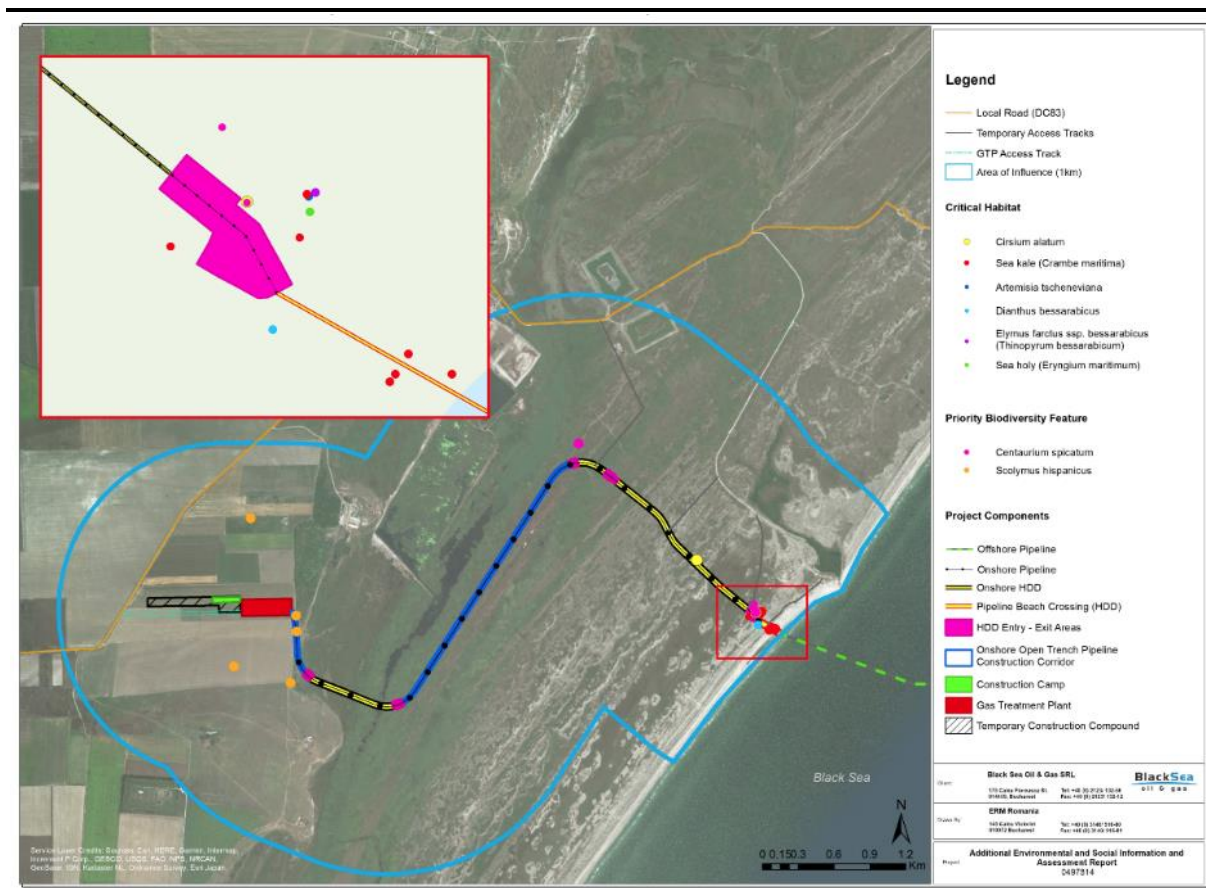 Legend
Local Road (DC83)
Temporary Access Tracks
GTP Access Track
Area of Influence (1km)
Critical Habitat
Cirsium alatum
Sea kale (Crambe maritima)
Artemisia tscheneviana
Dianthus bessarabicus
Elymus farctus ssp. bessarabicus
(Thinopyrum bessarabicum)
Sea holy (Eryngium maritimum)
Priority Biodiversity Feature
Centaurium spicatum
Scolymus hispanicus
Project Components
Offshore Pipeline
Onshore Pipeline
Onshore HDD
Pipeline Beach Crossing (HDD)
HDD Entry - Exit Areas
Onshore Open Trench Pipeline
Construction Corridor
Construction Camp
Gas Treatment Plant
Temporary Construction Compound
Black Sea
N
0 0.15 0.3 0.6 0.9 1.2
Km
Black Sea Oil & Gas SRL
BlackSea
oil & gas
ERM Romania
Project
Additional Environmental and Social Information and
Assessment Report
0497814